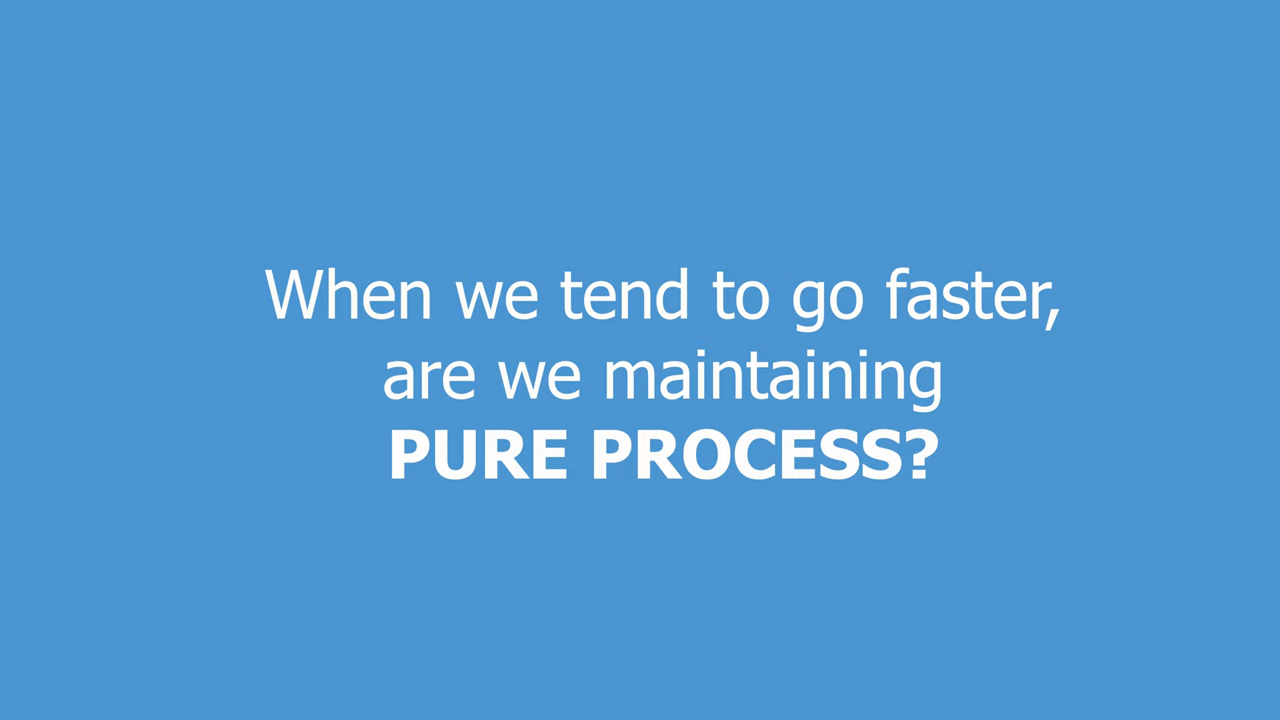 When we tend to go faster,
are we maintaining
PURE PROCESS?